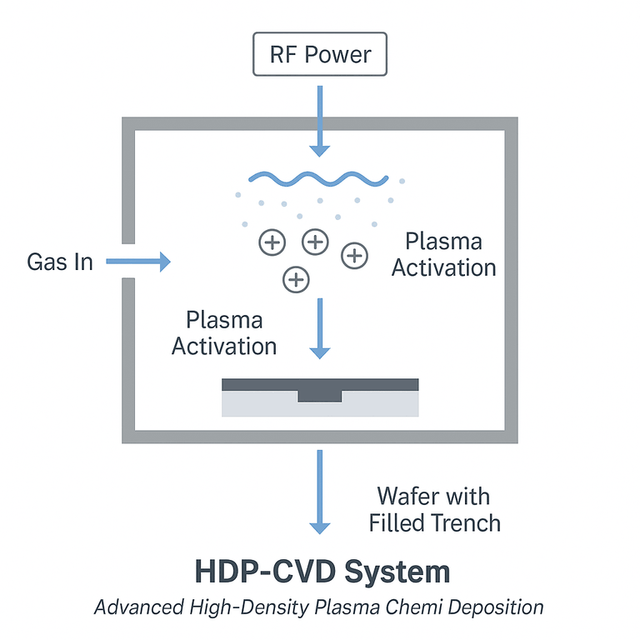 RF Power
Gas In
Plasma
Activation
Plasma
Activation
Wafer with
Filled Trench
HDP-CVD System
Advanced High-Density Plasma Chemi Deposition